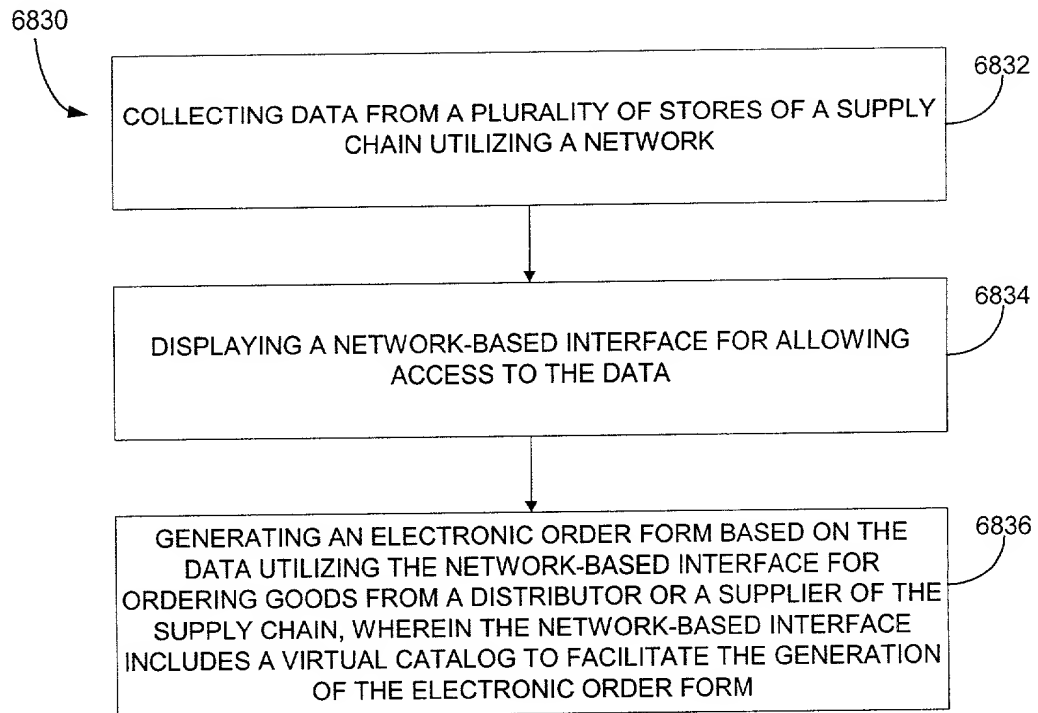 6830
6832
COLLECTING DATA FROM A PLURALITY OF STORES OF A SUPPLY
CHAIN UTILIZING A NETWORK
6834
DISPLAYING A NETWORK-BASED INTERFACE FOR ALLOWING
ACCESS TO THE DATA
6836
GENERATING AN ELECTRONIC ORDER FORM BASED ON THE
DATA UTILIZING THE NETWORK-BASED INTERFACE FOR
ORDERING GOODS FROM A DISTRIBUTOR OR A SUPPLIER OF THE
SUPPLY CHAIN, WHEREIN THE NETWORK-BASED INTERFACE
INCLUDES A VIRTUAL CATALOG TO FACILITATE THE GENERATION
OF THE ELECTRONIC ORDER FORM